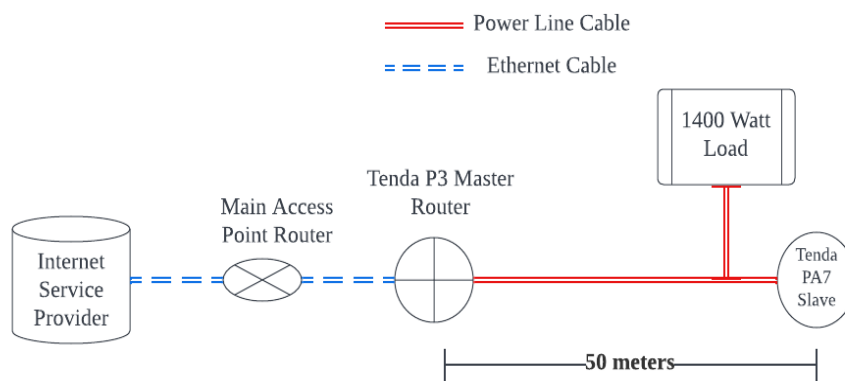 Power Line Cable
Ethernet Cable
1400 Watt
Load
Tenda P3 Master
Router
Main Access
Point Router
Internet
Service
Provider
Tenda
PA7
Slave
50 meters